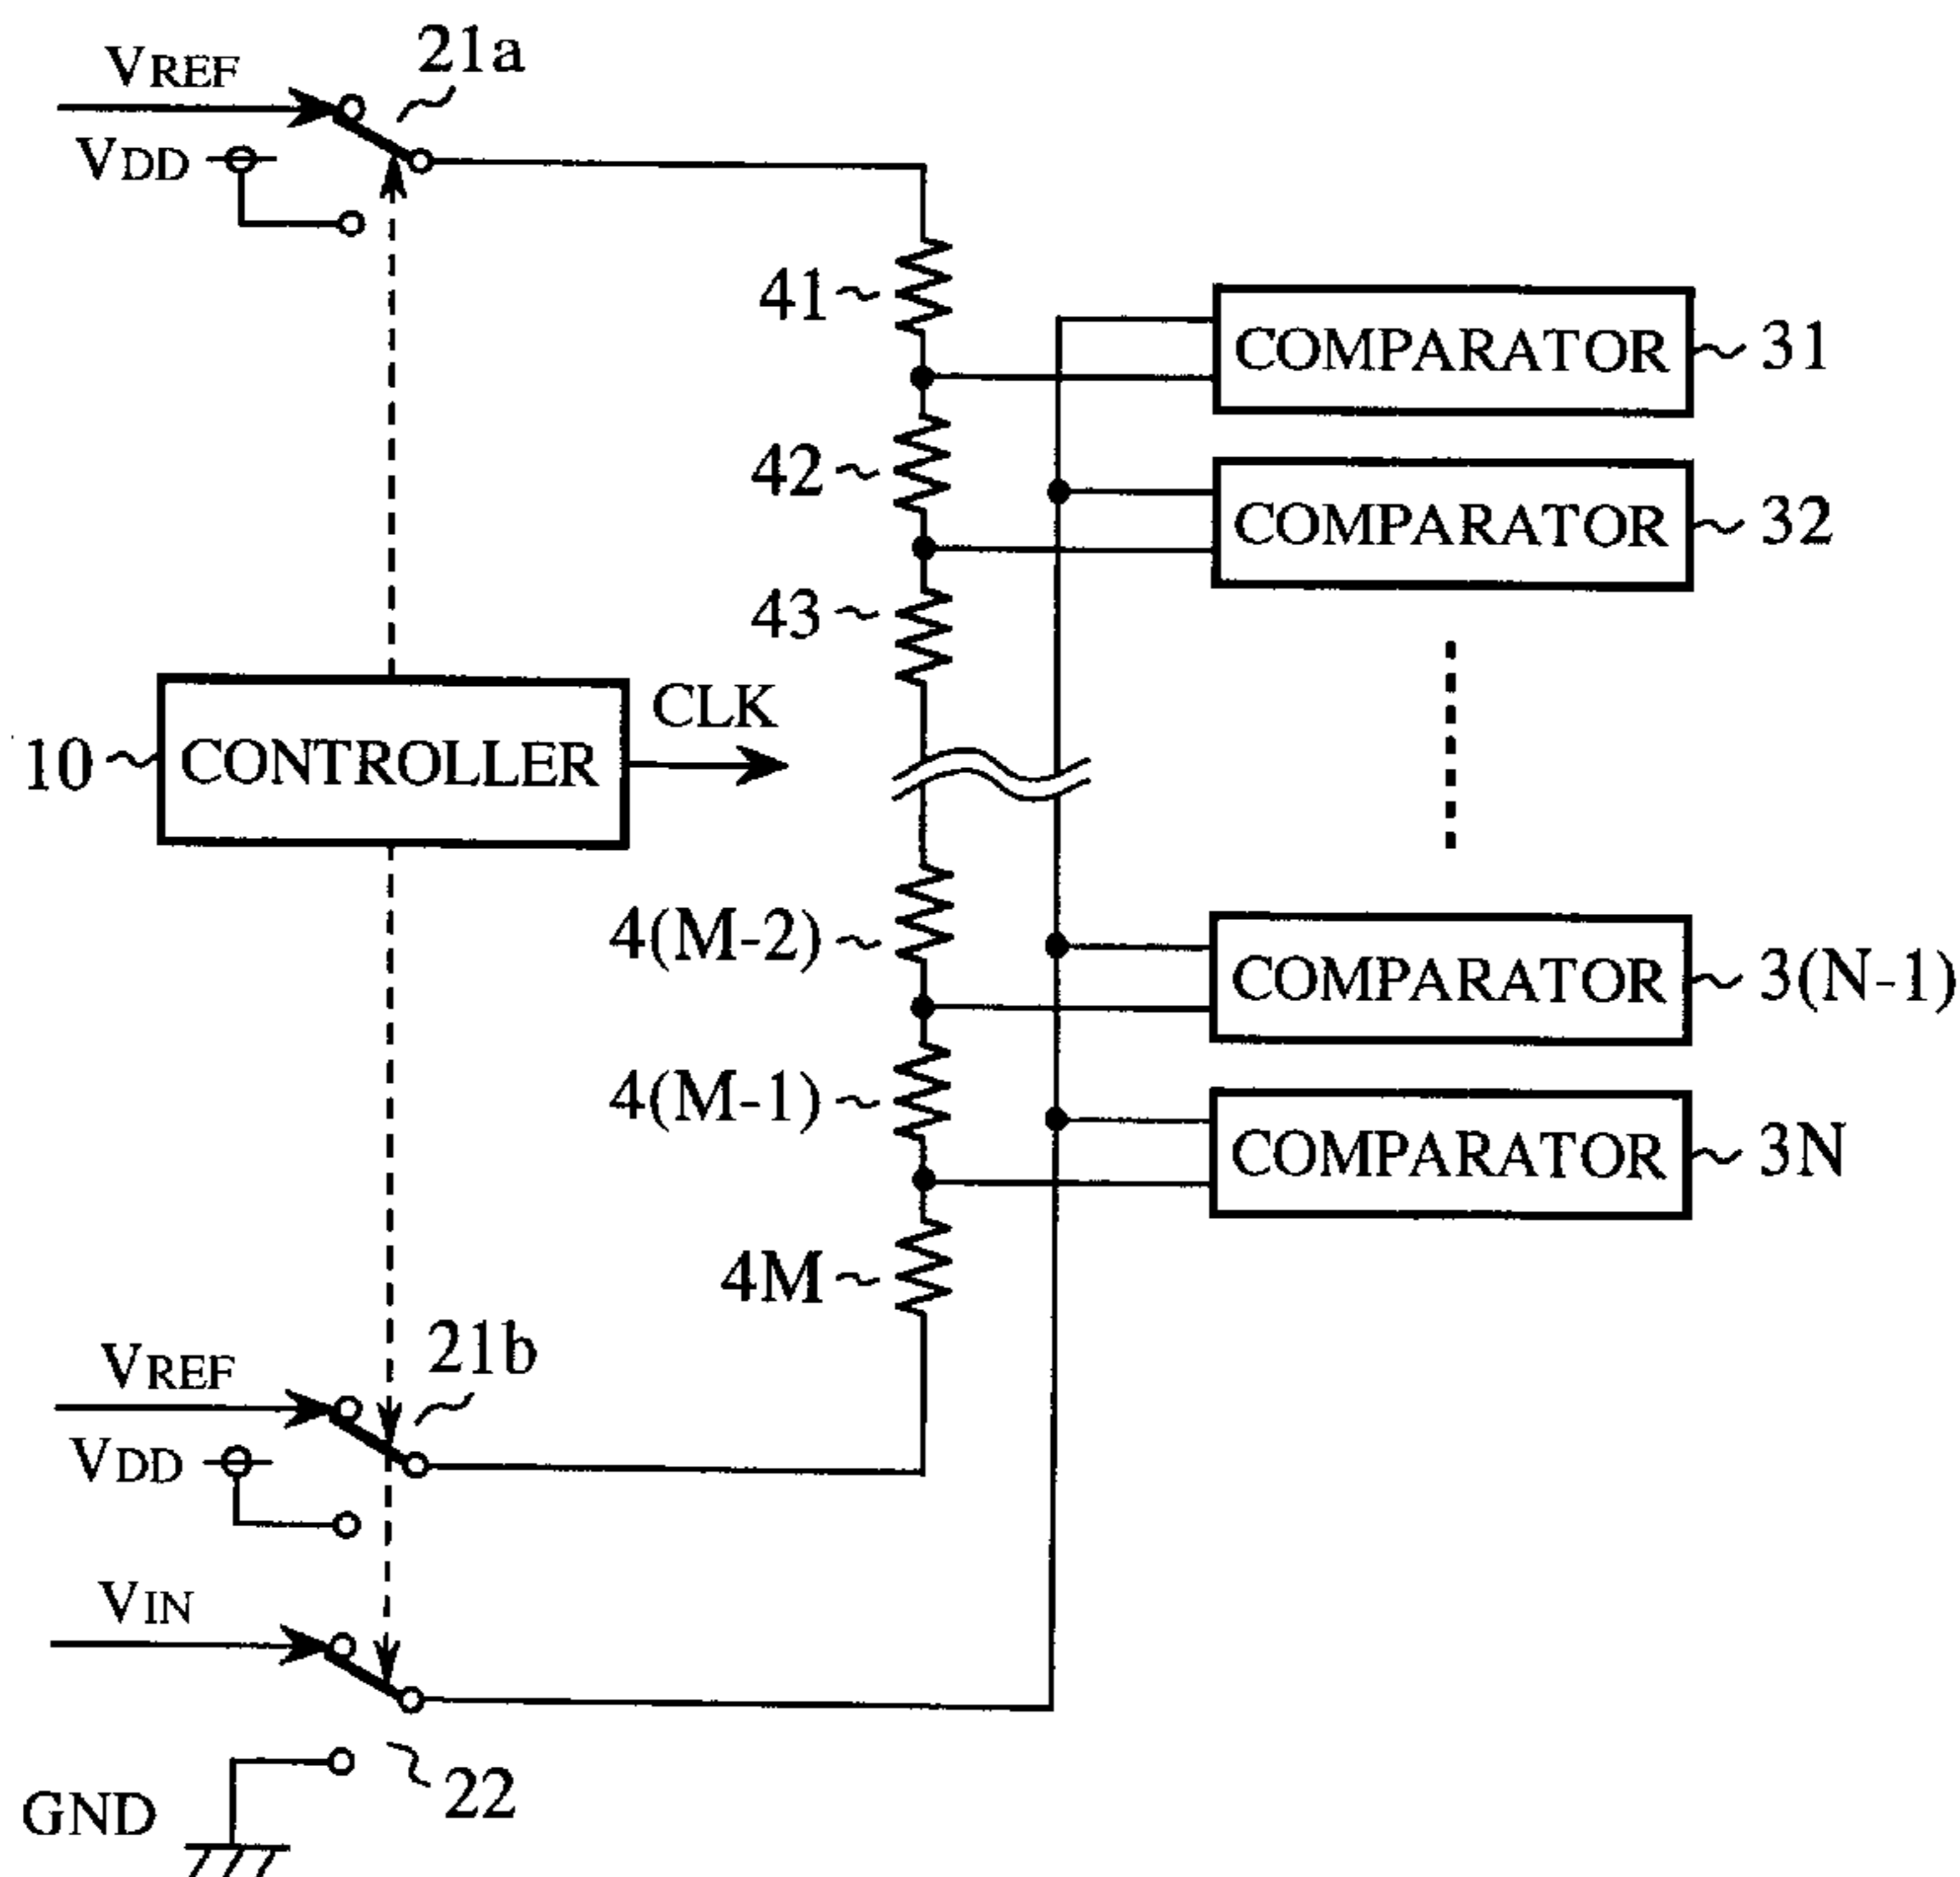 21a
VREF
VDD
41
COMPARATOR 31
42
COMPARATOR 32
43
CLK
10 CONTROLLER
4(M-2)
COMPARATOR 3(N-1)
4(M-1)
COMPARATOR 3N
4M
21b
VREF
VDD
VIN
22
GND